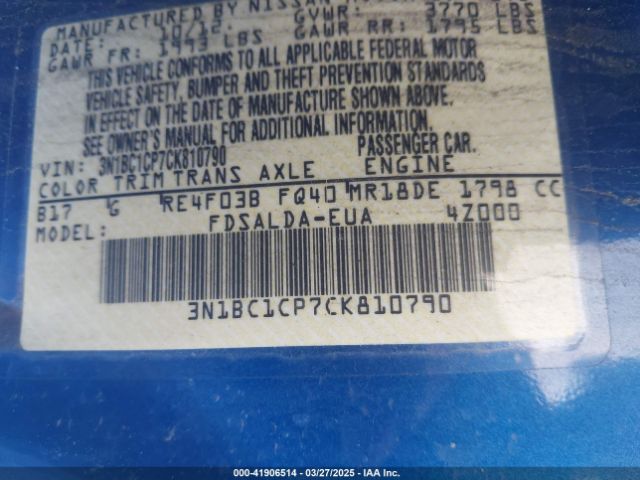 MANUFACTURED BY NISSAN
DATE: 10/12 GVWR: 3770 LBS
GAWR FR: 1993 LBS GAWR RR: 1795 LBS
THIS VEHICLE CONFORMS TO ALL APPLICABLE FEDERAL MOTOR
VEHICLE SAFETY, BUMPER AND THEFT PREVENTION STANDARDS
IN EFFECT ON THE DATE OF MANUFACTURE SHOWN ABOVE.
SEE OWNER'S MANUAL FOR ADDITIONAL INFORMATION.
VIN: 3N1BC1CP7CK810790 PASSENGER CAR.
COLOR TRIM TRANS AXLE ENGINE
B17 G RE4F03B FQ40 MR18DE 1798 CC
MODEL: FDSALDA-EUA 4Z000
3N1BC1CP7CK810790
000-41906514 | 03/27/2025 - IAA Inc.